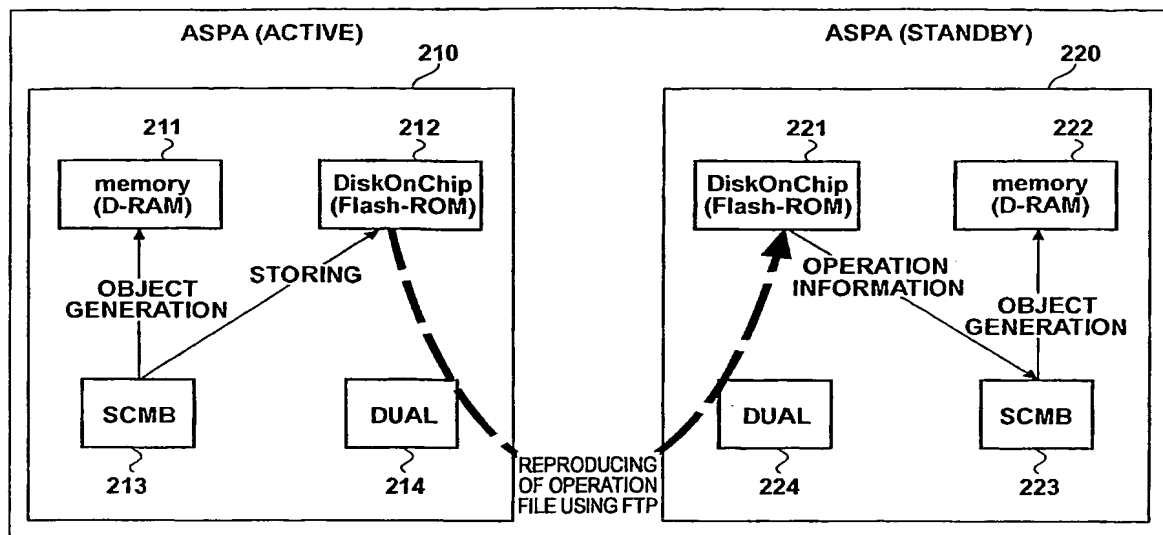 ASPA (ACTIVE)
210
211
memory
(D-RAM)
212
DiskOnChip
(Flash-ROM)
OBJECT
GENERATION
STORING
SCMB
213
DUAL
214
REPRODUCING
OF OPERATION
FILE USING FTP
ASPA (STANDBY)
220
221
DiskOnChip
(Flash-ROM)
222
memory
(D-RAM)
OPERATION
INFORMATION
OBJECT
GENERATION
DUAL
224
SCMB
223